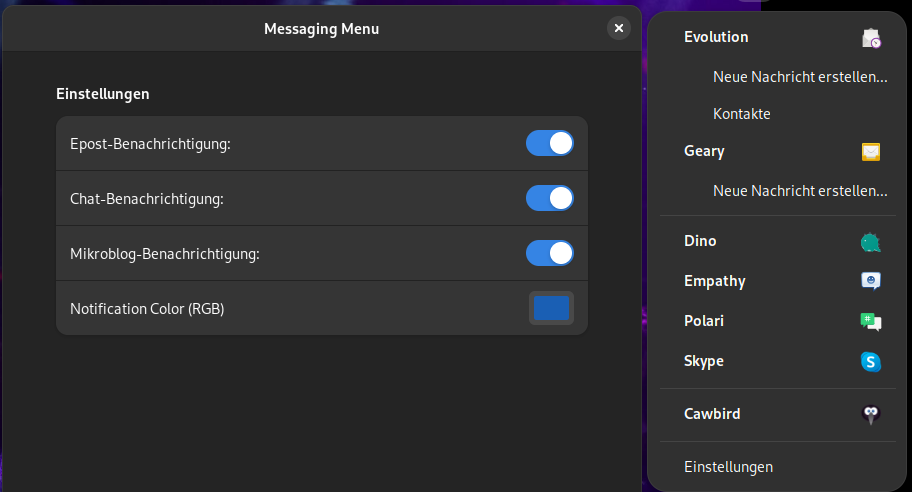 Messaging Menu
Einstellungen
Epost-Benachrichtigung:
Chat-Benachrichtigung:
Mikroblog-Benachrichtigung:
Notification Color (RGB)
Evolution
Neue Nachricht erstellen...
Kontakte
Geary
Neue Nachricht erstellen...
Dino
Empathy
Polari
Skype
Cawbird
Einstellungen